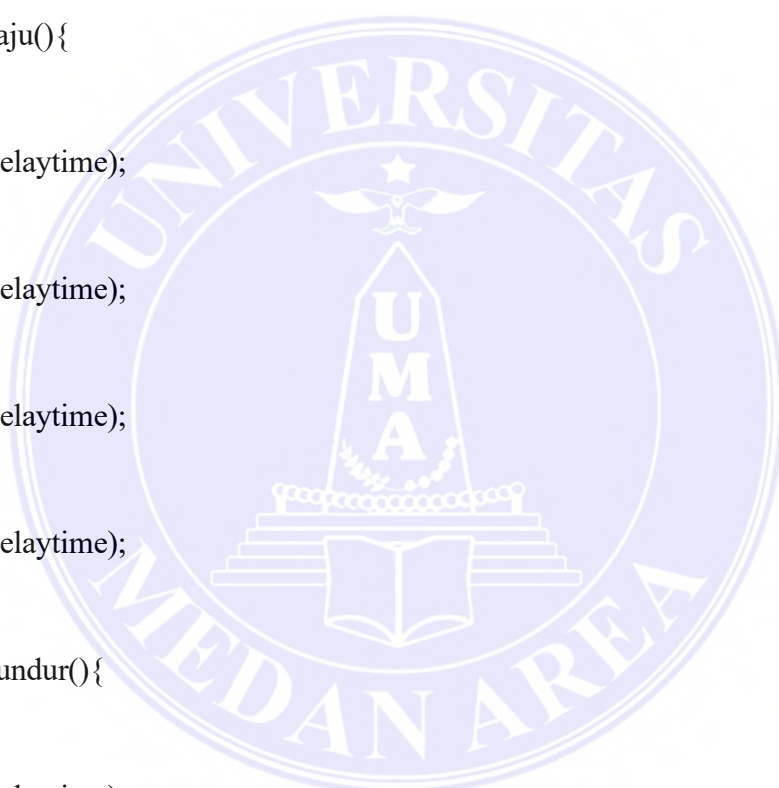 aju(){
elaytime);
elaytime);
elaytime);
elaytime);
undur(){
UNIVERSITAS
UMA
MEDAN AREA